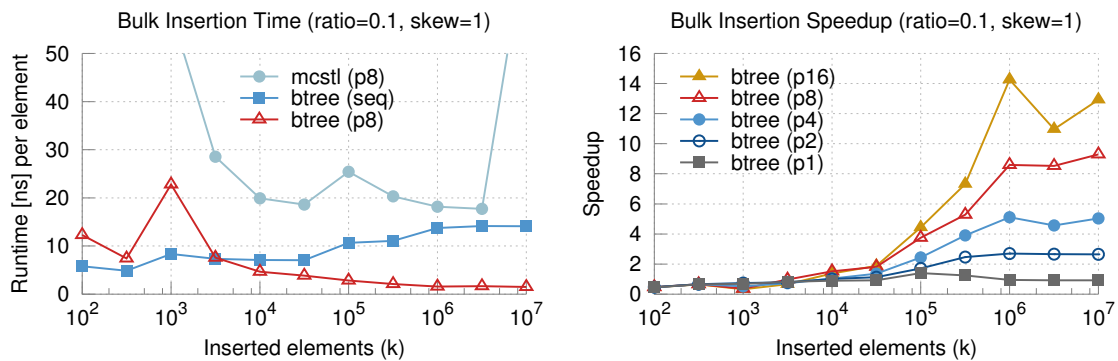 Bulk Insertion Time (ratio=0.1, skew=1)
Runtime [ns] per element
50
40
30
20
10
0
mcstl (p8)
btree (seq)
btree (p8)
10^2 10^3 10^4 10^5 10^6 10^7
Inserted elements (k)
Bulk Insertion Speedup (ratio=0.1, skew=1)
Speedup
16
14
12
10
8
6
4
2
0
btree (p16)
btree (p8)
btree (p4)
btree (p2)
btree (p1)
10^2 10^3 10^4 10^5 10^6 10^7
Inserted elements (k)